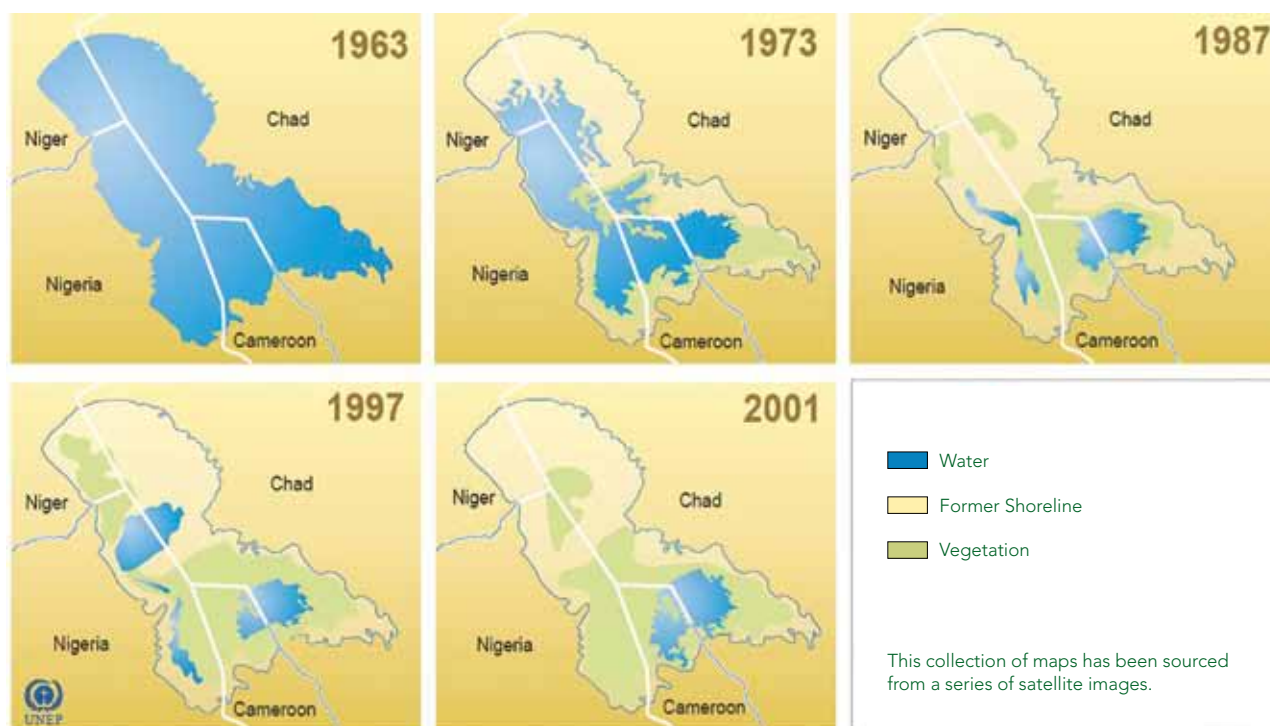 1963
Chad
Niger
Nigeria
Cameroon
1973
Chad
Niger
Nigeria
Cameroon
1987
Chad
Niger
Nigeria
Cameroon
1997
Chad
Niger
Nigeria
Cameroon
UNEP
2001
Chad
Niger
Nigeria
Cameroon
Water
Former Shoreline
Vegetation
This collection of maps has been sourced
from a series of satellite images.